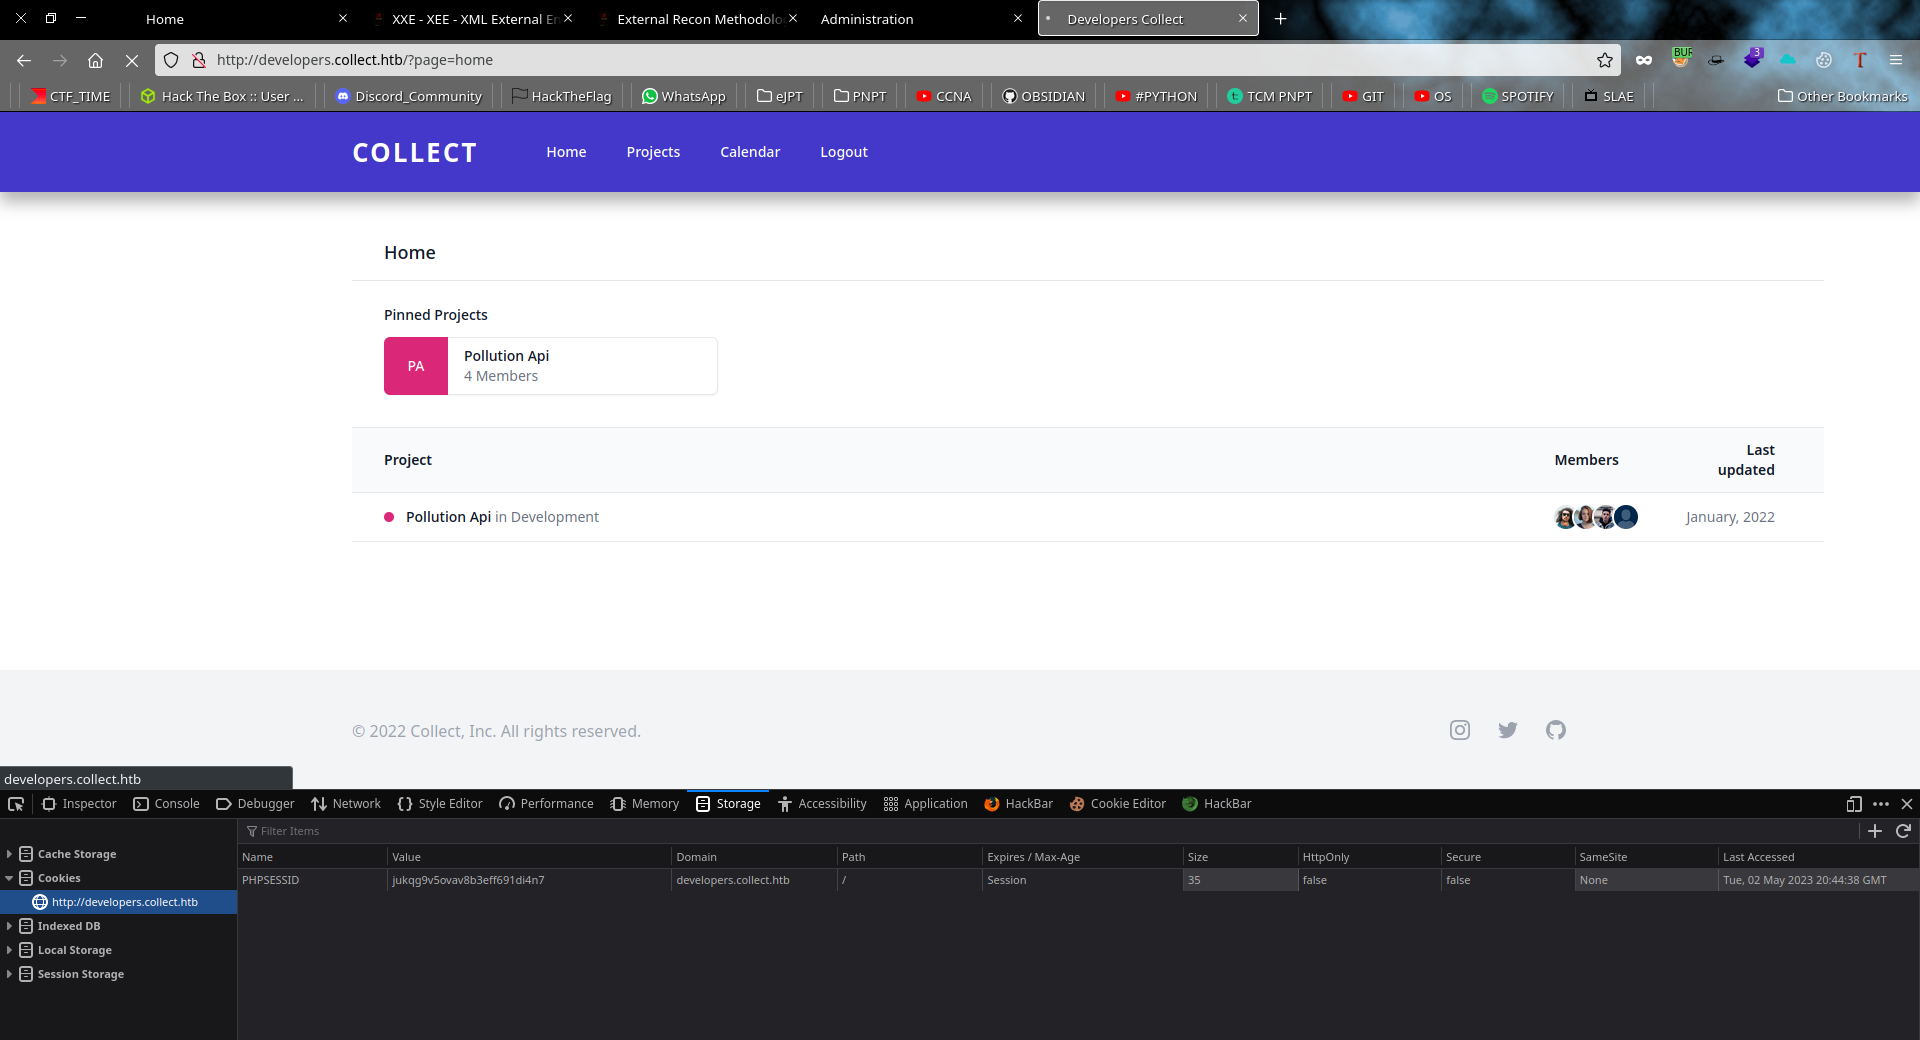 Home
XXE - XEE - XML External En
External Recon Methodolo
Administration
Developers Collect
http://developers.collect.htb/?page=home
BUR
3
CTF_TIME
Hack The Box :: User ...
Discord_Community
HackTheFlag
WhatsApp
eJPT
PNPT
CCNA
OBSIDIAN
#PYTHON
TCM PNPT
GIT
OS
SPOTIFY
SLAE
Other Bookmarks
COLLECT
Home
Projects
Calendar
Logout
Home
Pinned Projects
PA
Pollution Api
4 Members
Project
Members
Last
updated
Pollution Api in Development
January, 2022
© 2022 Collect, Inc. All rights reserved.
developers.collect.htb
Inspector
Console
Debugger
Network
Style Editor
Performance
Memory
Storage
Accessibility
Application
HackBar
Cookie Editor
HackBar
Filter Items
Cache Storage
Cookies
http://developers.collect.htb
Indexed DB
Local Storage
Session Storage
Name Value Domain Path Expires / Max-Age Size HttpOnly Secure SameSite Last Accessed
PHPSESSID jukqg9v5ovav8b3eff691di4n7 developers.collect.htb / Session 35 false false None Tue, 02 May 2023 20:44:38 GMT